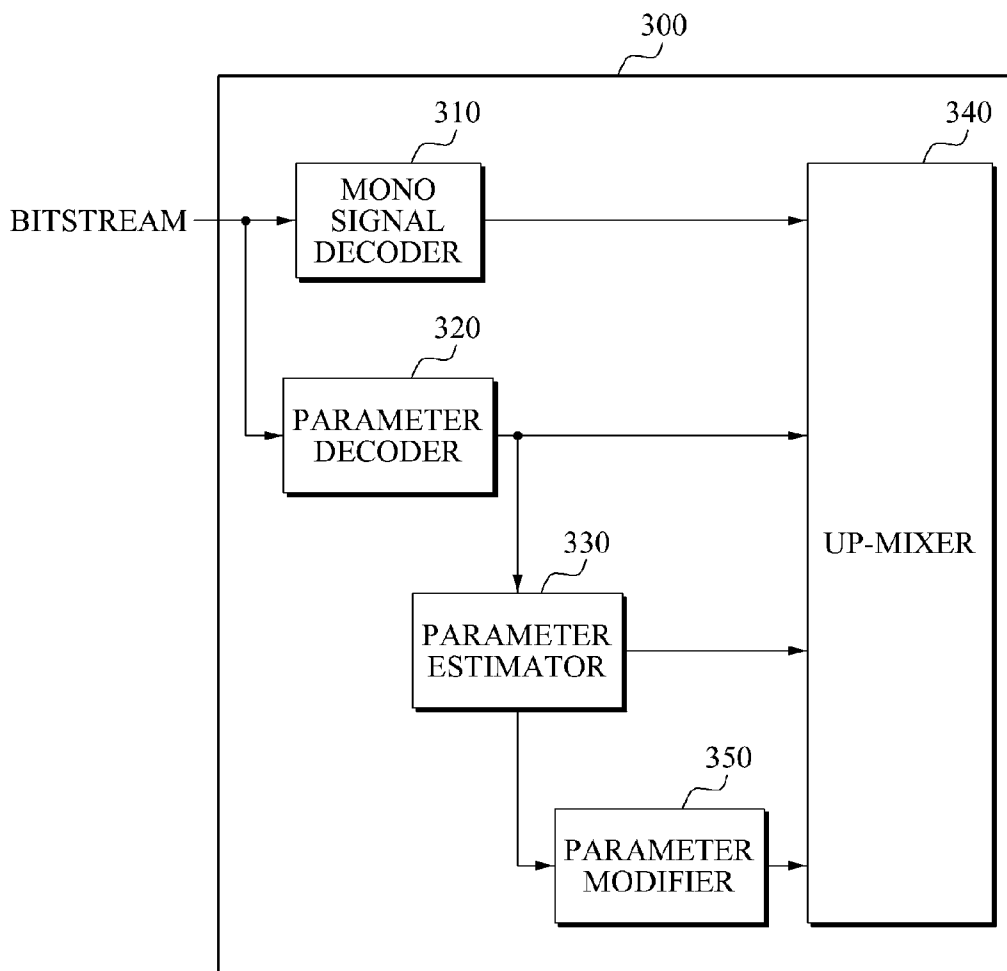 300
310
340
MONO
SIGNAL
DECODER
BITSTREAM
320
PARAMETER
DECODER
UP-MIXER
330
PARAMETER
ESTIMATOR
350
PARAMETER
MODIFIER